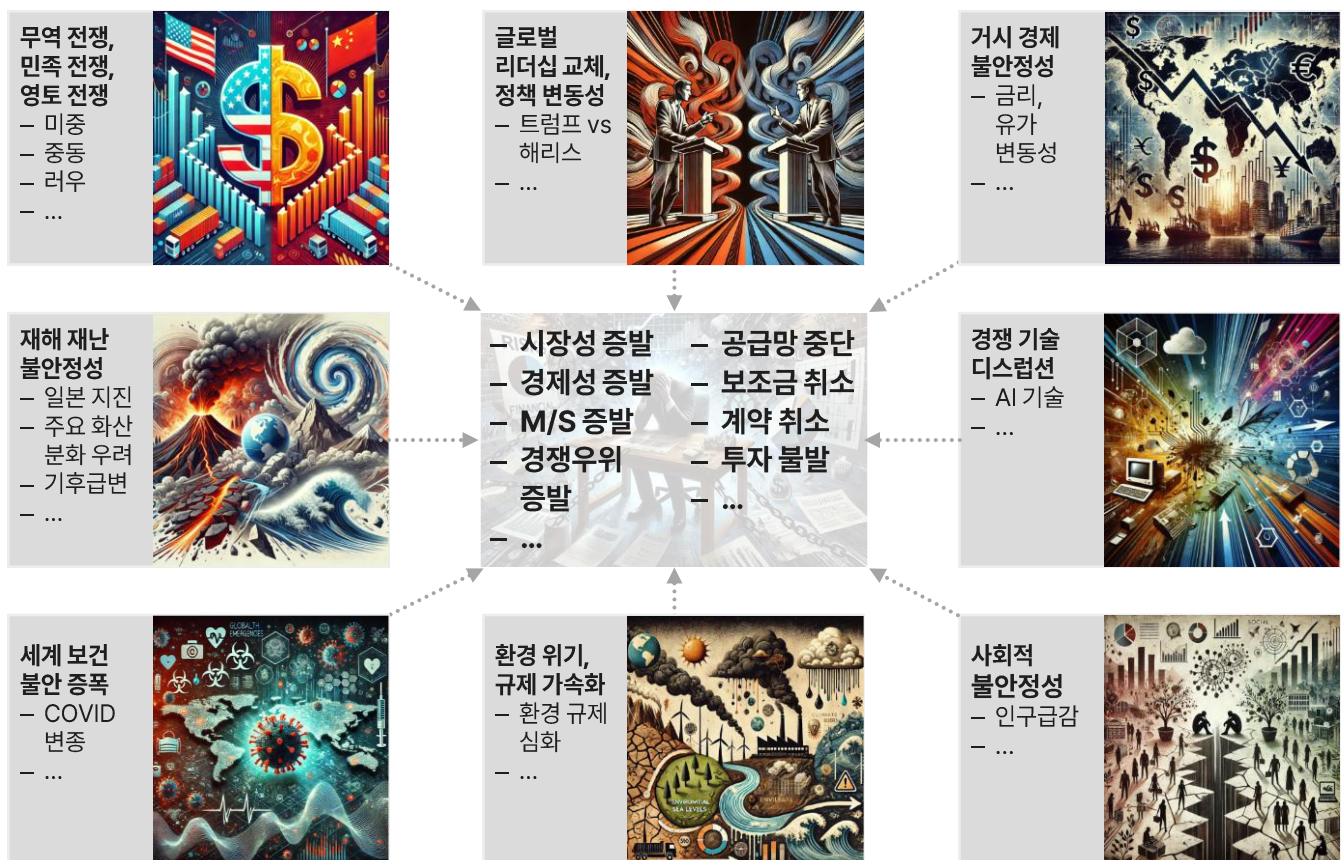 무역 전쟁,
민족 전쟁,
영토 전쟁
– 미중
– 중동
– 러우
– ...
글로벌
리더십 교체,
정책 변동성
– 트럼프 vs
해리스
– ...
거시 경제
불안정성
– 금리,
유가
변동성
– ...
재해 재난
불안정성
– 일본 지진
– 주요 화산
분화 우려
– 기후급변
– ...
– 시장성 증발
– 경제성 증발
– M/S 증발
– 경쟁우위
증발
– ...
– 공급망 중단
– 보조금 취소
– 계약 취소
– 투자 불발
– ...
경쟁 기술
디스럽션
– AI 기술
– ...
세계 보건
불안 증폭
– COVID
변종
– ...
환경 위기,
규제 가속화
– 환경 규제
심화
– ...
사회적
불안정성
– 인구급감
– ...